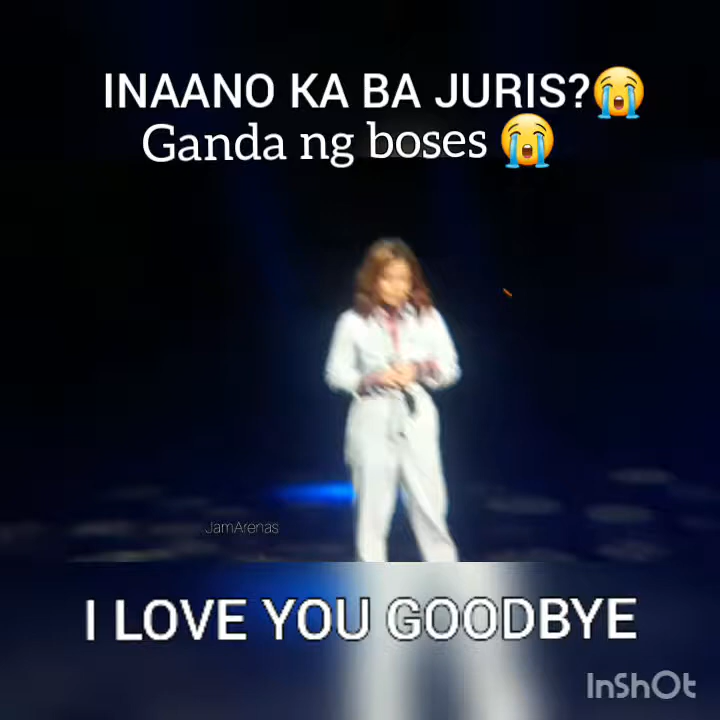 INAANO KA BA JURIS?😭
Ganda ng boses 😭
JamArenas
I LOVE YOU GOODBYE
InShOt